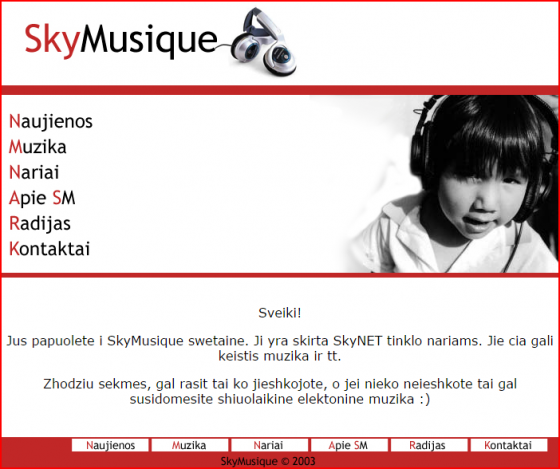 SkyMusique
Naujienos
Muzika
Nariai
Apie SM
Radijas
Kontaktai
Sveiki!
Jus papuolete i SkyMusique swetaine. Ji yra skirta SkyNET tinklo nariams. Jie cia gali
keistis muzika ir tt.
Zhodziu sekmes, gal rasit tai ko jieshkojote, o jei nieko neieshkote tai gal
susidomesite shiuolaikine elektonine muzika :)
Naujienos Muzika Nariai Apie SM Radijas Kontaktai
SkyMusique © 2003